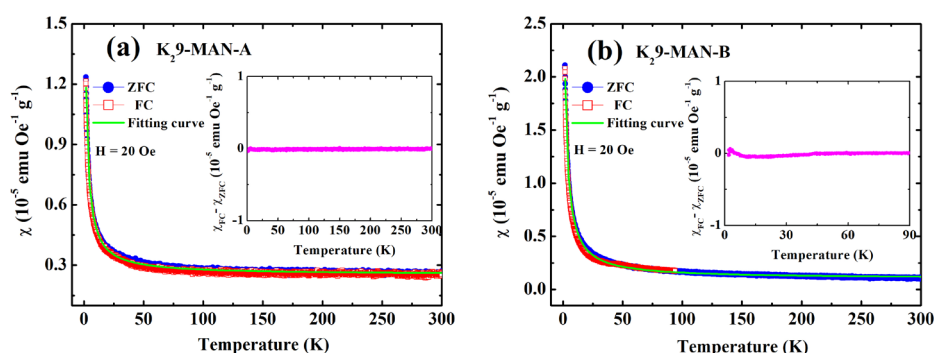 (a) K₂9-MAN-A
ZFC
FC
Fitting curve
H = 20 Oe
χ (10⁻⁵ emu Oe⁻¹ g⁻¹)
1.5
1.2
0.9
0.6
0.3
0 50 100 150 200 250 300
Temperature (K)
χFC- χZFC (10⁻⁵ emu Oe⁻¹ g⁻¹)
1
0
-1
0 50 100 150 200 250 300
Temperature (K)
(b) K₂9-MAN-B
ZFC
FC
Fitting curve
H = 20 Oe
χ (10⁻⁵ emu Oe⁻¹ g⁻¹)
2.5
2.0
1.5
1.0
0.5
0.0
0 50 100 150 200 250 300
Temperature (K)
χFC- χZFC (10⁻⁵ emu Oe⁻¹ g⁻¹)
1
0
-1
0 30 60 90
Temperature (K)